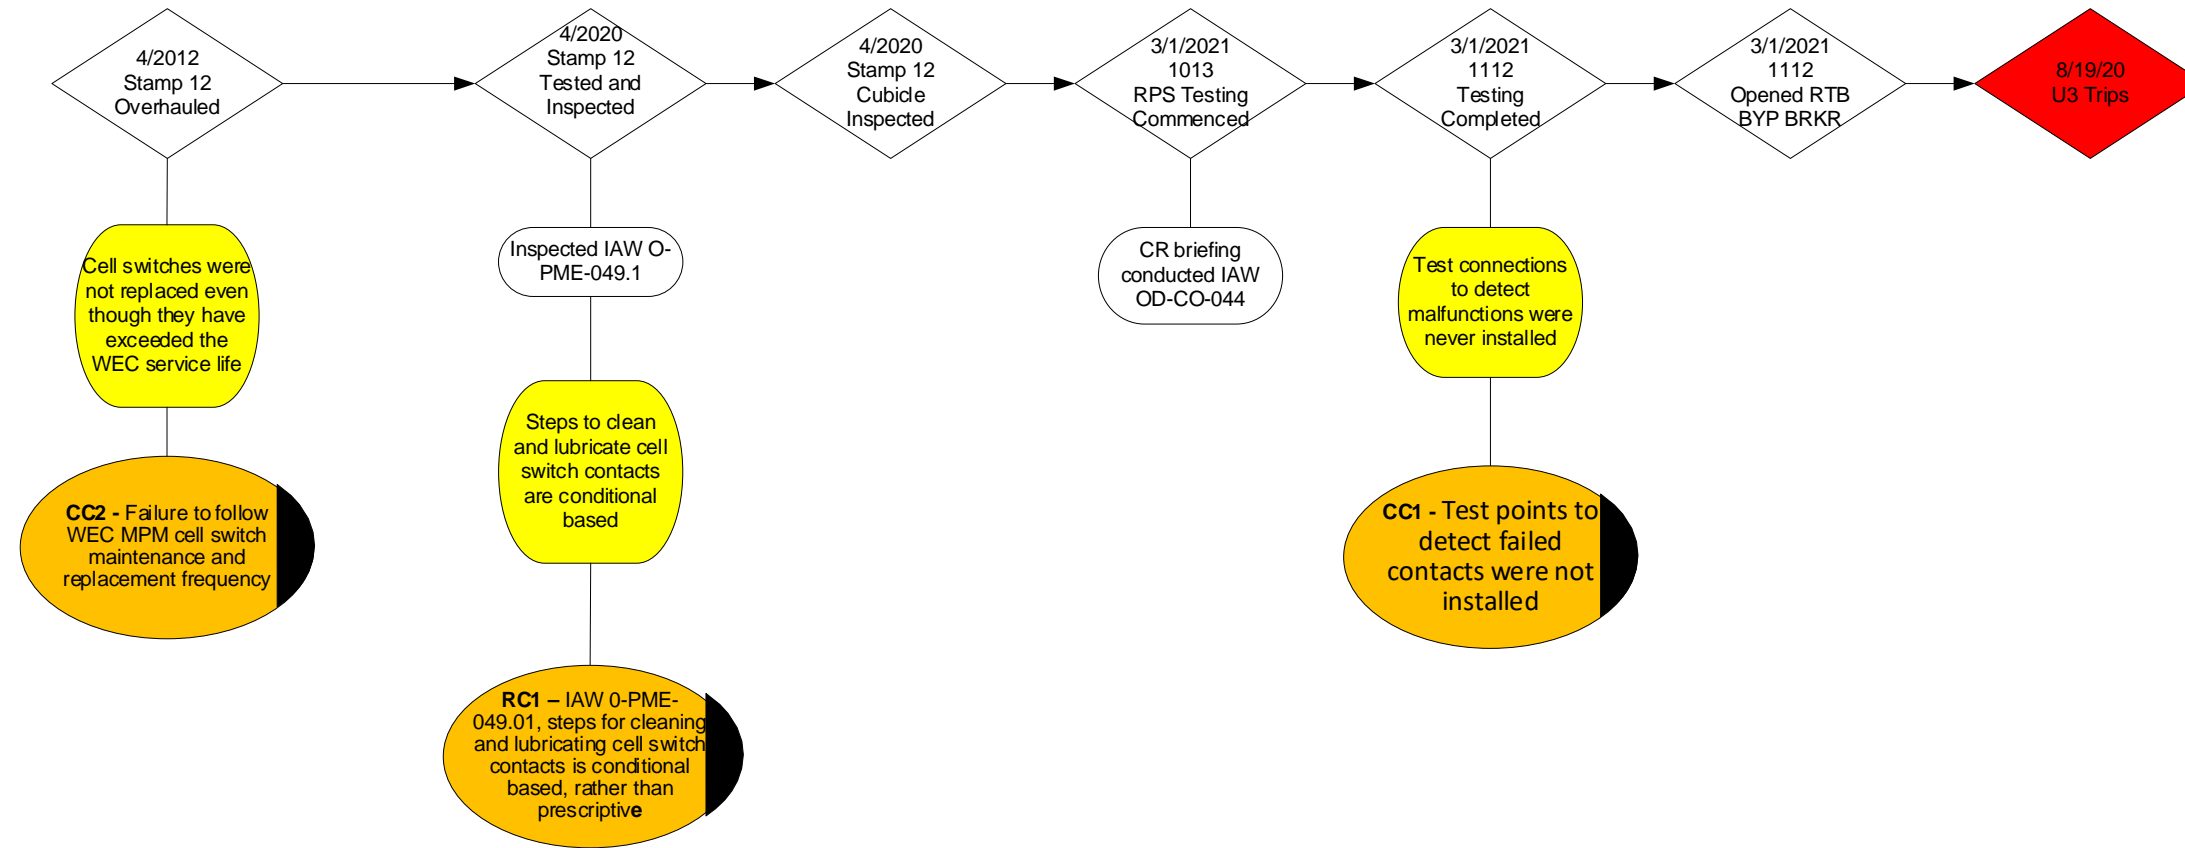 4/2012
Stamp 12
Overhauled
4/2020
Stamp 12
Tested and
Inspected
4/2020
Stamp 12
Cubicle
Inspected
3/1/2021
1013
RPS Testing
Commenced
3/1/2021
1112
Testing
Completed
3/1/2021
1112
Opened RTB
BYP BRKR
8/19/20
U3 Trips
Cell switches were
not replaced even
though they have
exceeded the
WEC service life
Inspected IAW O-
PME-049.1
CR briefing
conducted IAW
OD-CO-044
Test connections
to detect
malfunctions were
never installed
Steps to clean
and lubricate cell
switch contacts
are conditional
based
CC2 - Failure to follow
WEC MPM cell switch
maintenance and
replacement frequency
CC1 - Test points to
detect failed
contacts were not
installed
RC1 – IAW 0-PME-
049.01, steps for cleaning
and lubricating cell switch
contacts is conditional
based, rather than
prescriptive